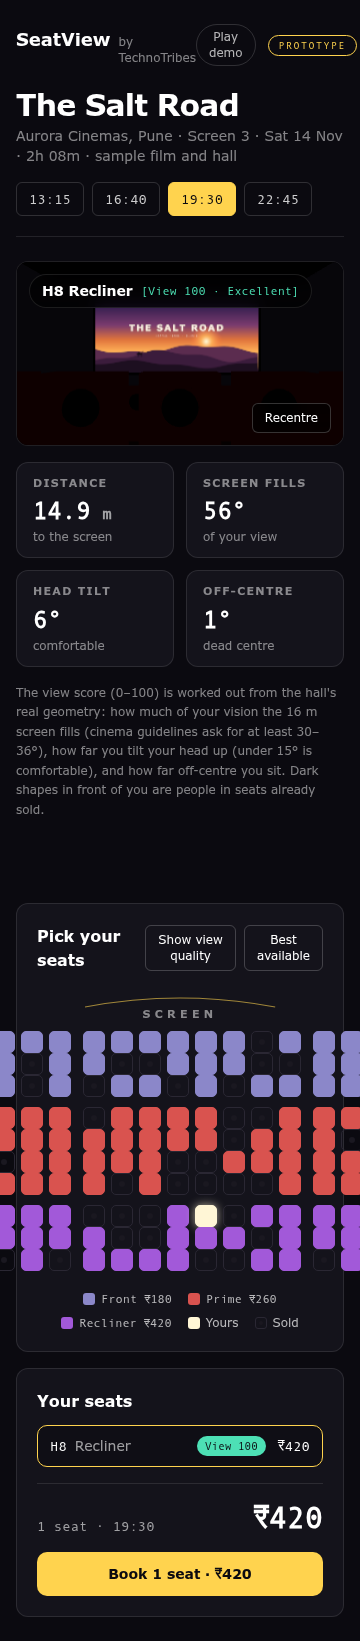 SeatView by TechnoTribes
Play demo
PROTOTYPE
The Salt Road
Aurora Cinemas, Pune · Screen 3 · Sat 14 Nov
· 2h 08m · sample film and hall
13:15 16:40 19:30 22:45
H8 Recliner [View 100 · Excellent]
THE SALT ROAD
Recentre
DISTANCE
14.9 m
to the screen
SCREEN FILLS
56°
of your view
HEAD TILT
6°
comfortable
OFF-CENTRE
1°
dead centre
The view score (0–100) is worked out from the hall's
real geometry: how much of your vision the 16 m
screen fills (cinema guidelines ask for at least 30–
36°), how far you tilt your head up (under 15° is
comfortable), and how far off-centre you sit. Dark
shapes in front of you are people in seats already
sold.
Pick your
seats
Show view
quality
Best
available
SCREEN
Front ₹180 Prime ₹260
Recliner ₹420 Yours Sold
Your seats
H8 Recliner View 100 ₹420
1 seat · 19:30 ₹420
Book 1 seat · ₹420